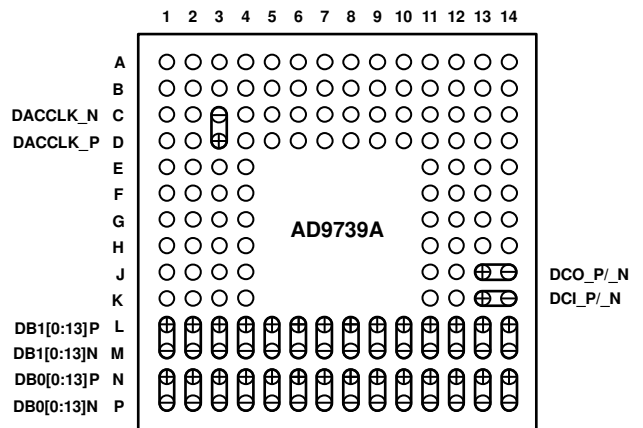 1 2 3 4 5 6 7 8 9 10 11 12 13 14
A
B
DACCLK_N C
DACCLK_P D
E
F
G
AD9739A
H
J DCO_P/_N
K DCI_P/_N
DB1[0:13]P L
DB1[0:13]N M
DB0[0:13]P N
DB0[0:13]N P